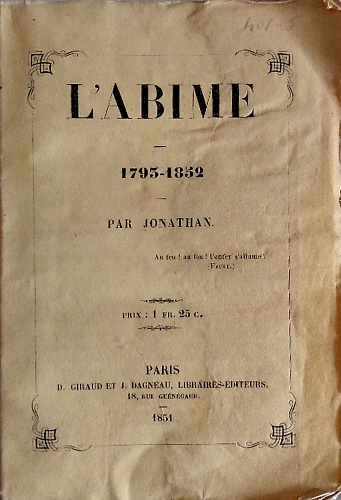 L'ABIME
1793-1852
PAR JONATHAN.
Au feu! au feu! l'enfer s'allume!
(FAUST.)
PRIX : 1 FR. 25 C.
PARIS
D. GIRAUD ET J. DAGNEAU, LIBRAIRES-ÉDITEURS,
18, RUE GUÉNÉGAUD.
1851